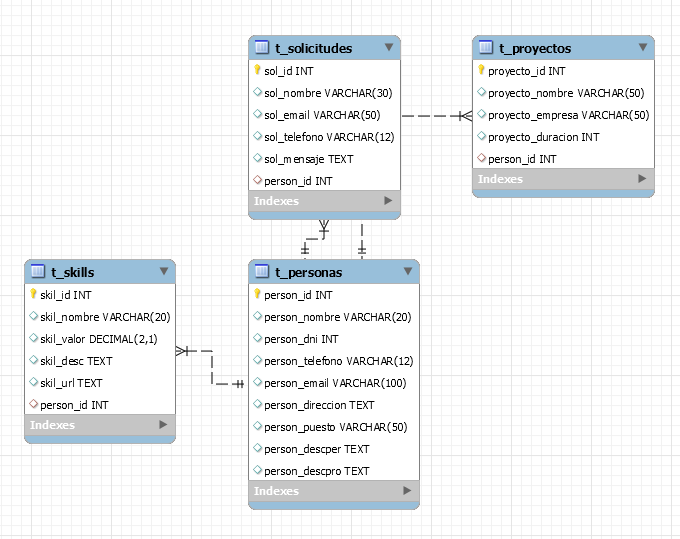 t_solicitudes
sol_id INT
sol_nombre VARCHAR(30)
sol_email VARCHAR(50)
sol_telefono VARCHAR(12)
sol_mensaje TEXT
person_id INT
Indexes
t_proyectos
proyecto_id INT
proyecto_nombre VARCHAR(50)
proyecto_empresa VARCHAR(50)
proyecto_duracion INT
person_id INT
Indexes
t_skills
skil_id INT
skil_nombre VARCHAR(20)
skil_valor DECIMAL(2,1)
skil_desc TEXT
skil_url TEXT
person_id INT
Indexes
t_personas
person_id INT
person_nombre VARCHAR(20)
person_dni INT
person_telefono VARCHAR(12)
person_email VARCHAR(100)
person_direccion TEXT
person_puesto VARCHAR(50)
person_descper TEXT
person_descpro TEXT
Indexes